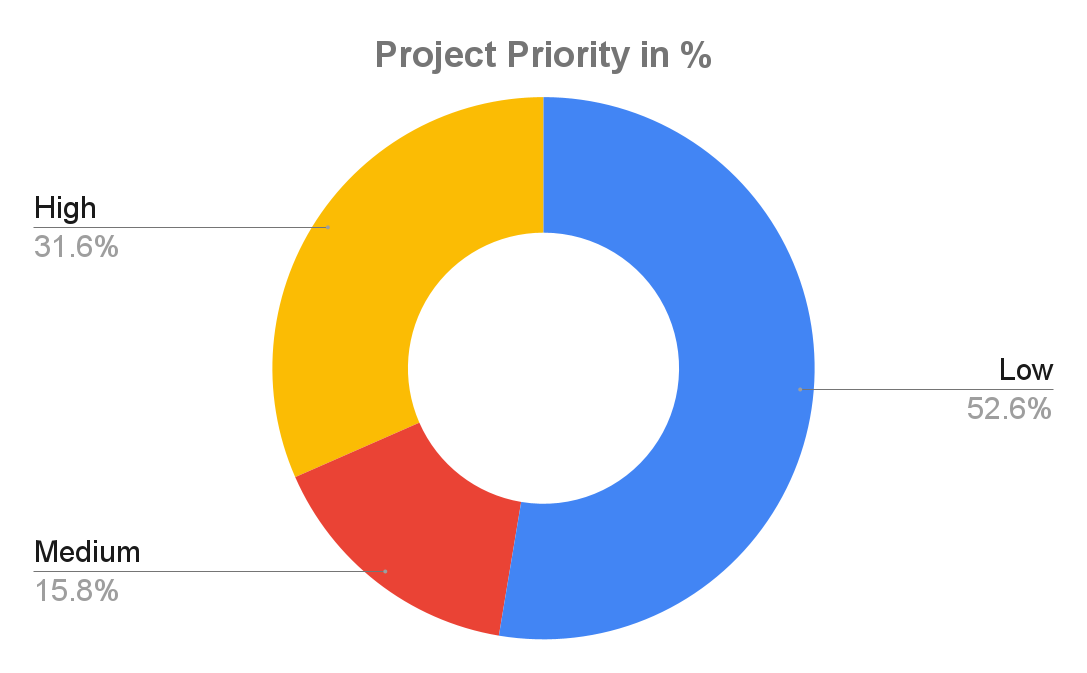 Project Priority in %
High
31.6%
Low
52.6%
Medium
15.8%